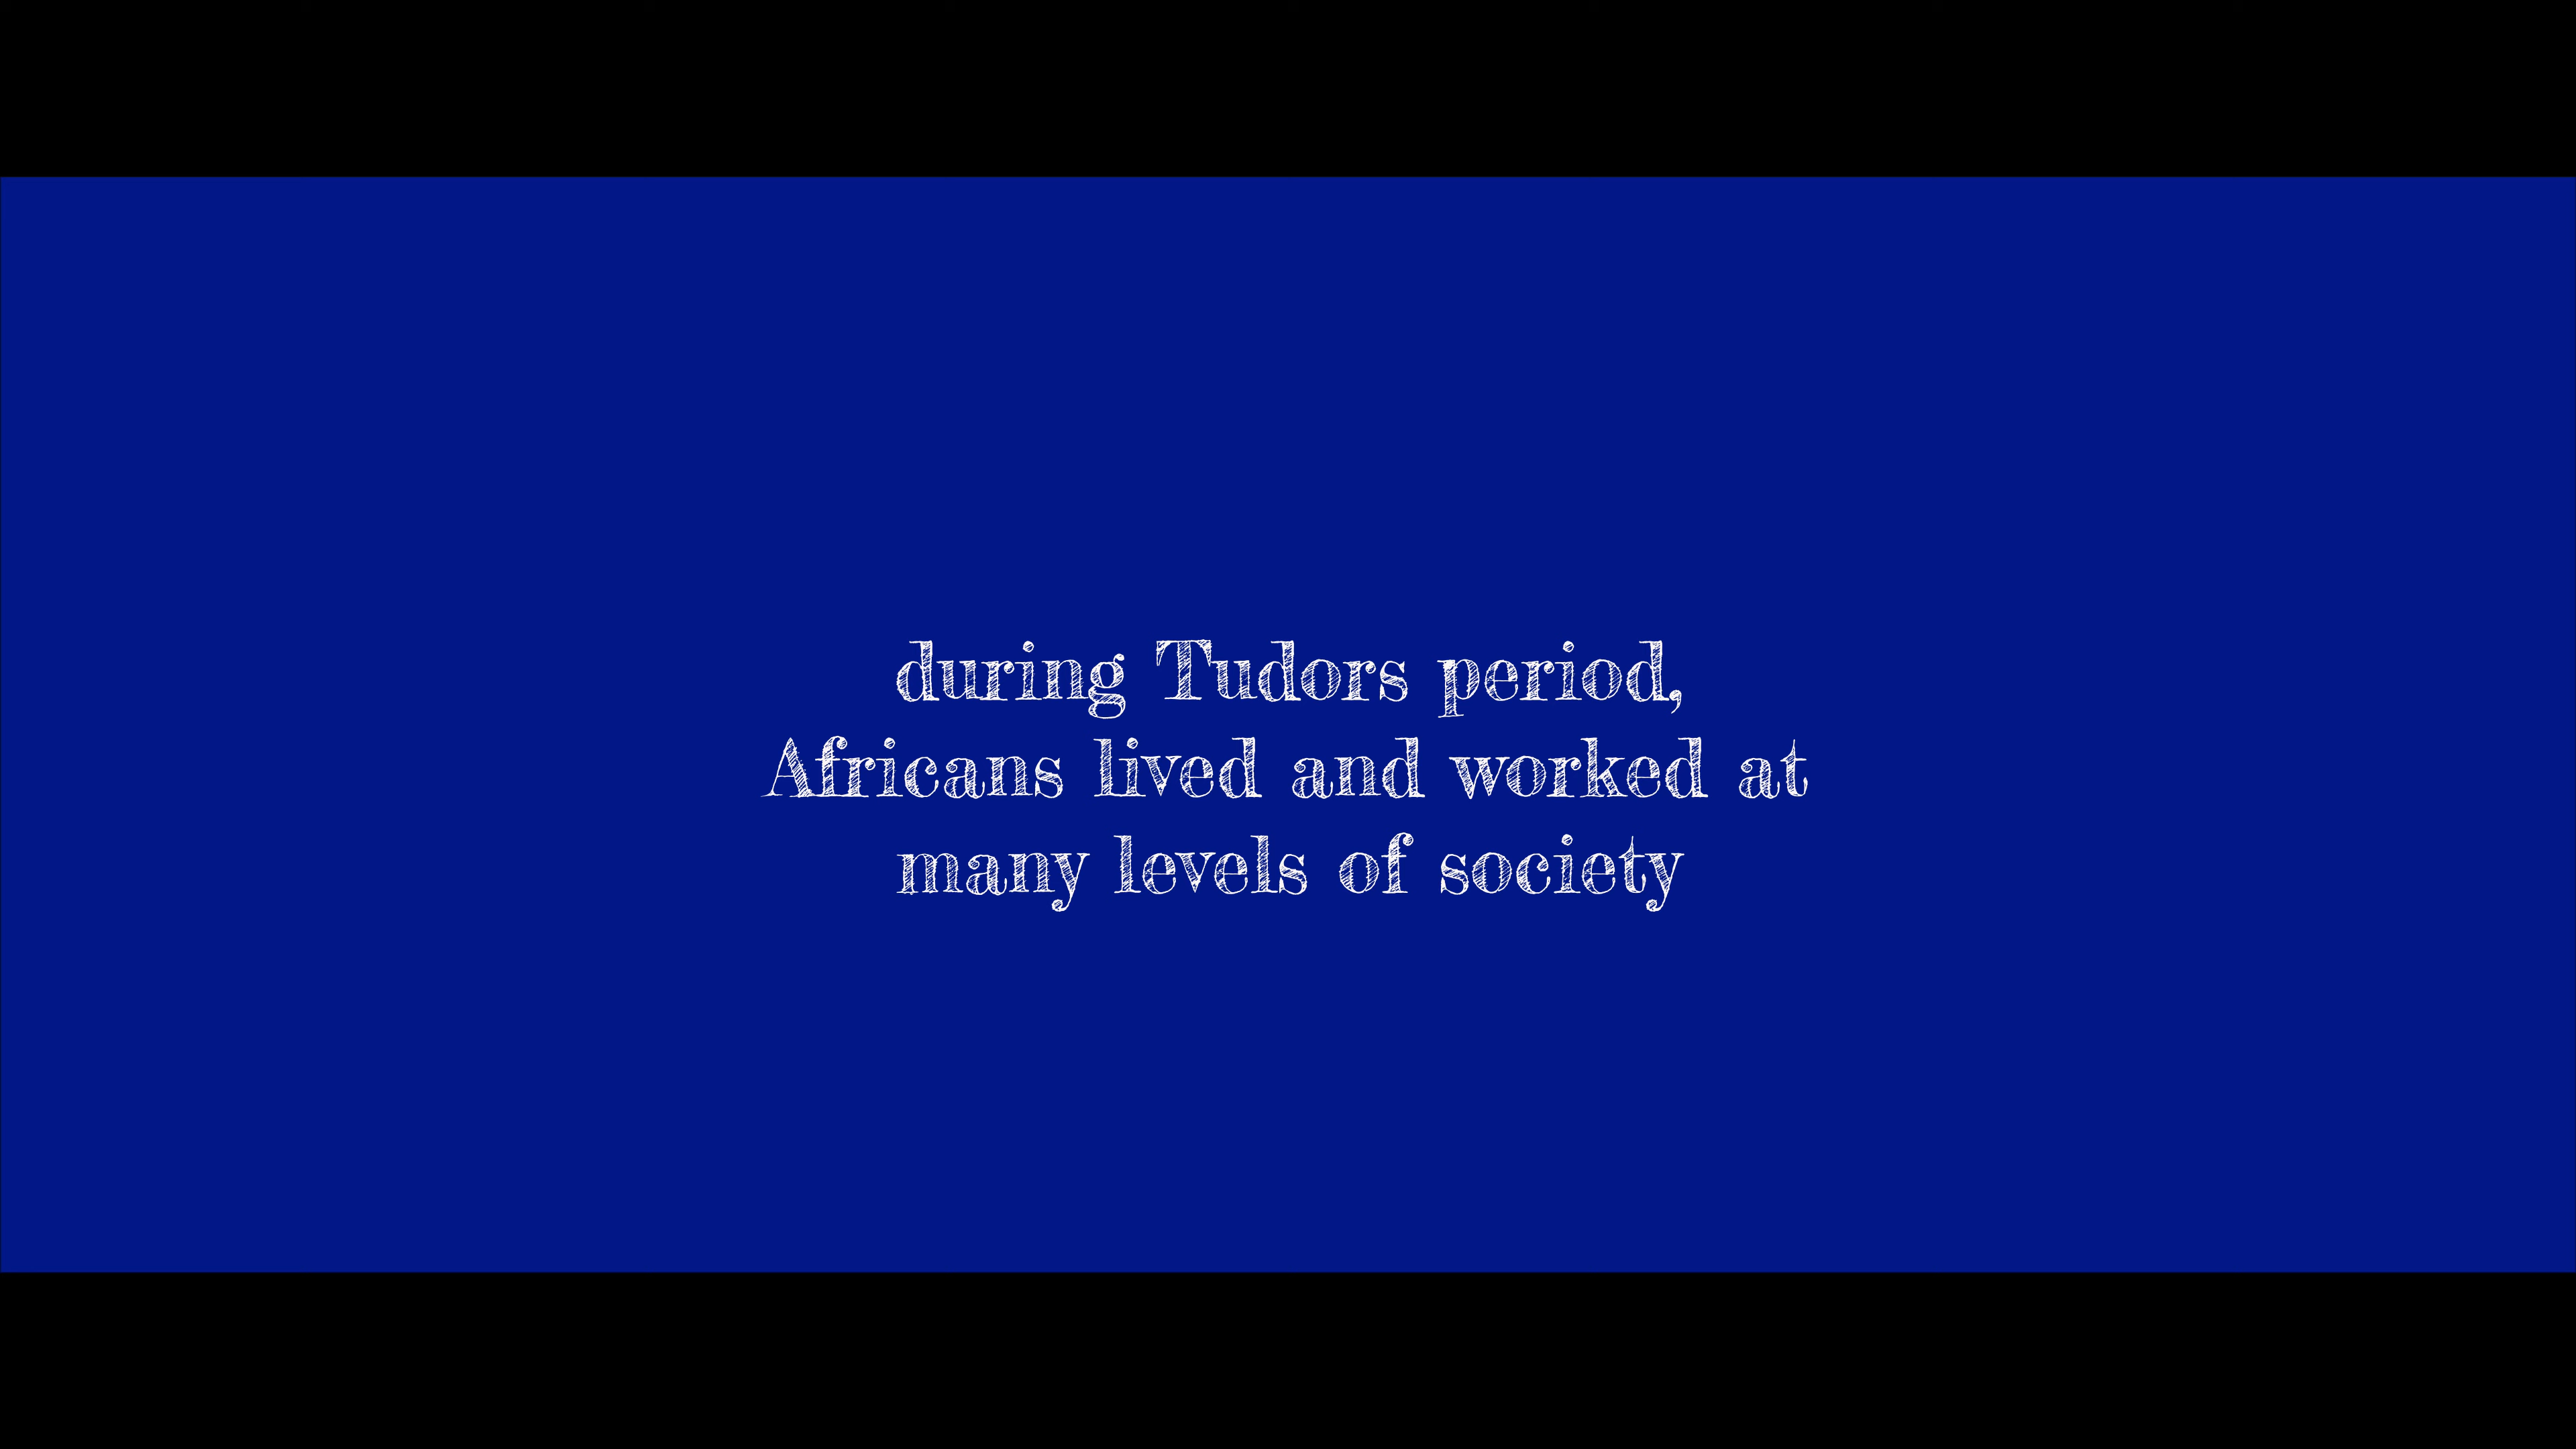 during Tudors period,
Africans lived and worked at
many levels of society